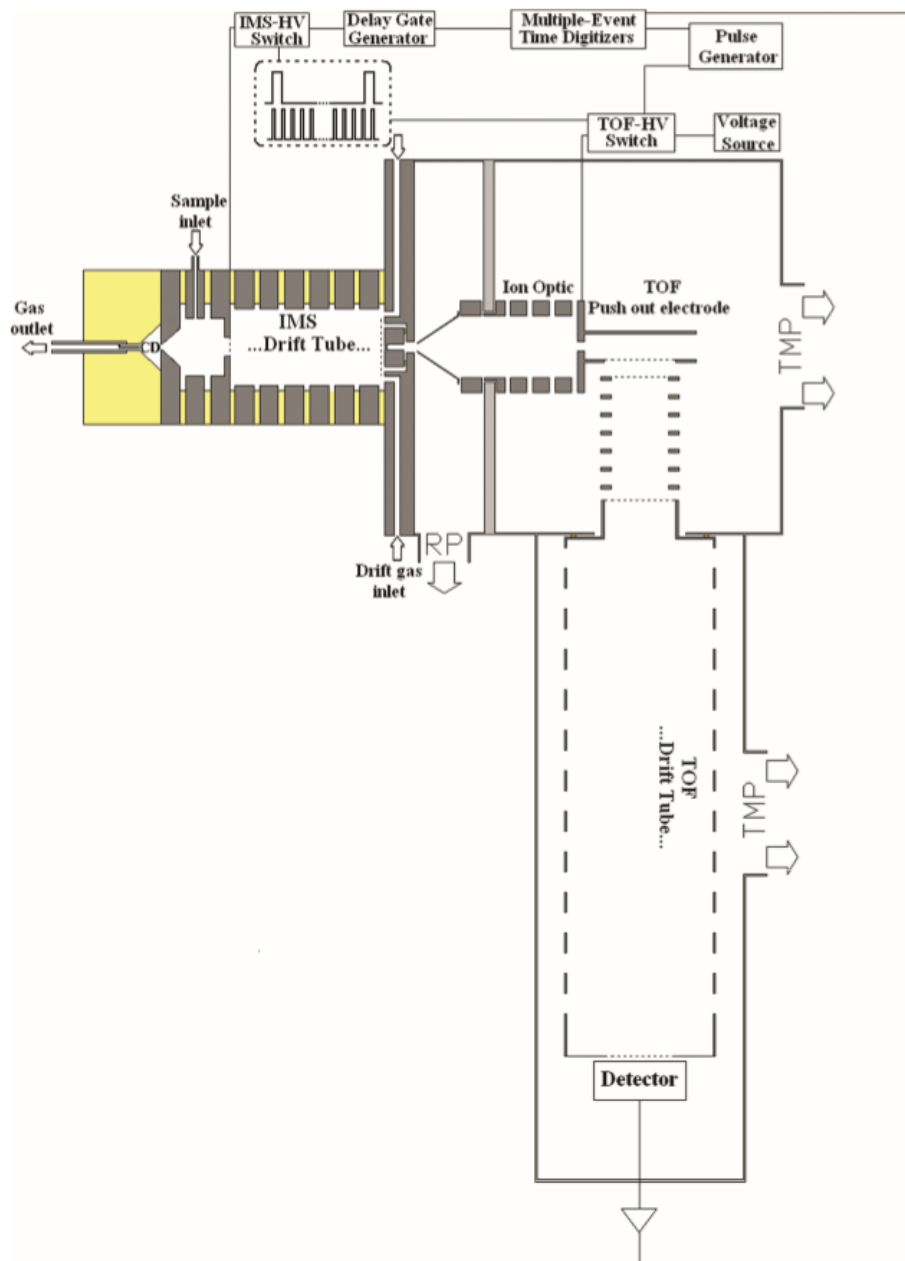 IMS-HV
Switch
Delay Gate
Generator
Multiple-Event
Time Digitizers
Pulse
Generator
TOF-HV
Switch
Voltage
Source
Sample
inlet
Gas
outlet
CD
IMS
...Drift Tube...
Ion Optic
TOF
Push out electrode
TMP
RP
Drift gas
inlet
TOF
...Drift Tube...
TMP
Detector